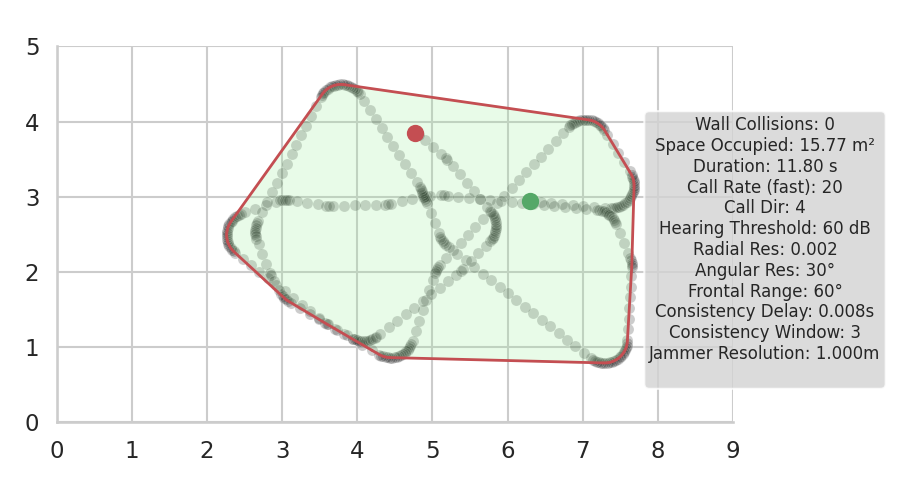 5
4
3
2
1
0
0 1 2 3 4 5 6 7 8 9
Wall Collisions: 0
Space Occupied: 15.77 m²
Duration: 11.80 s
Call Rate (fast): 20
Call Dir: 4
Hearing Threshold: 60 dB
Radial Res: 0.002
Angular Res: 30°
Frontal Range: 60°
Consistency Delay: 0.008s
Consistency Window: 3
Jammer Resolution: 1.000m